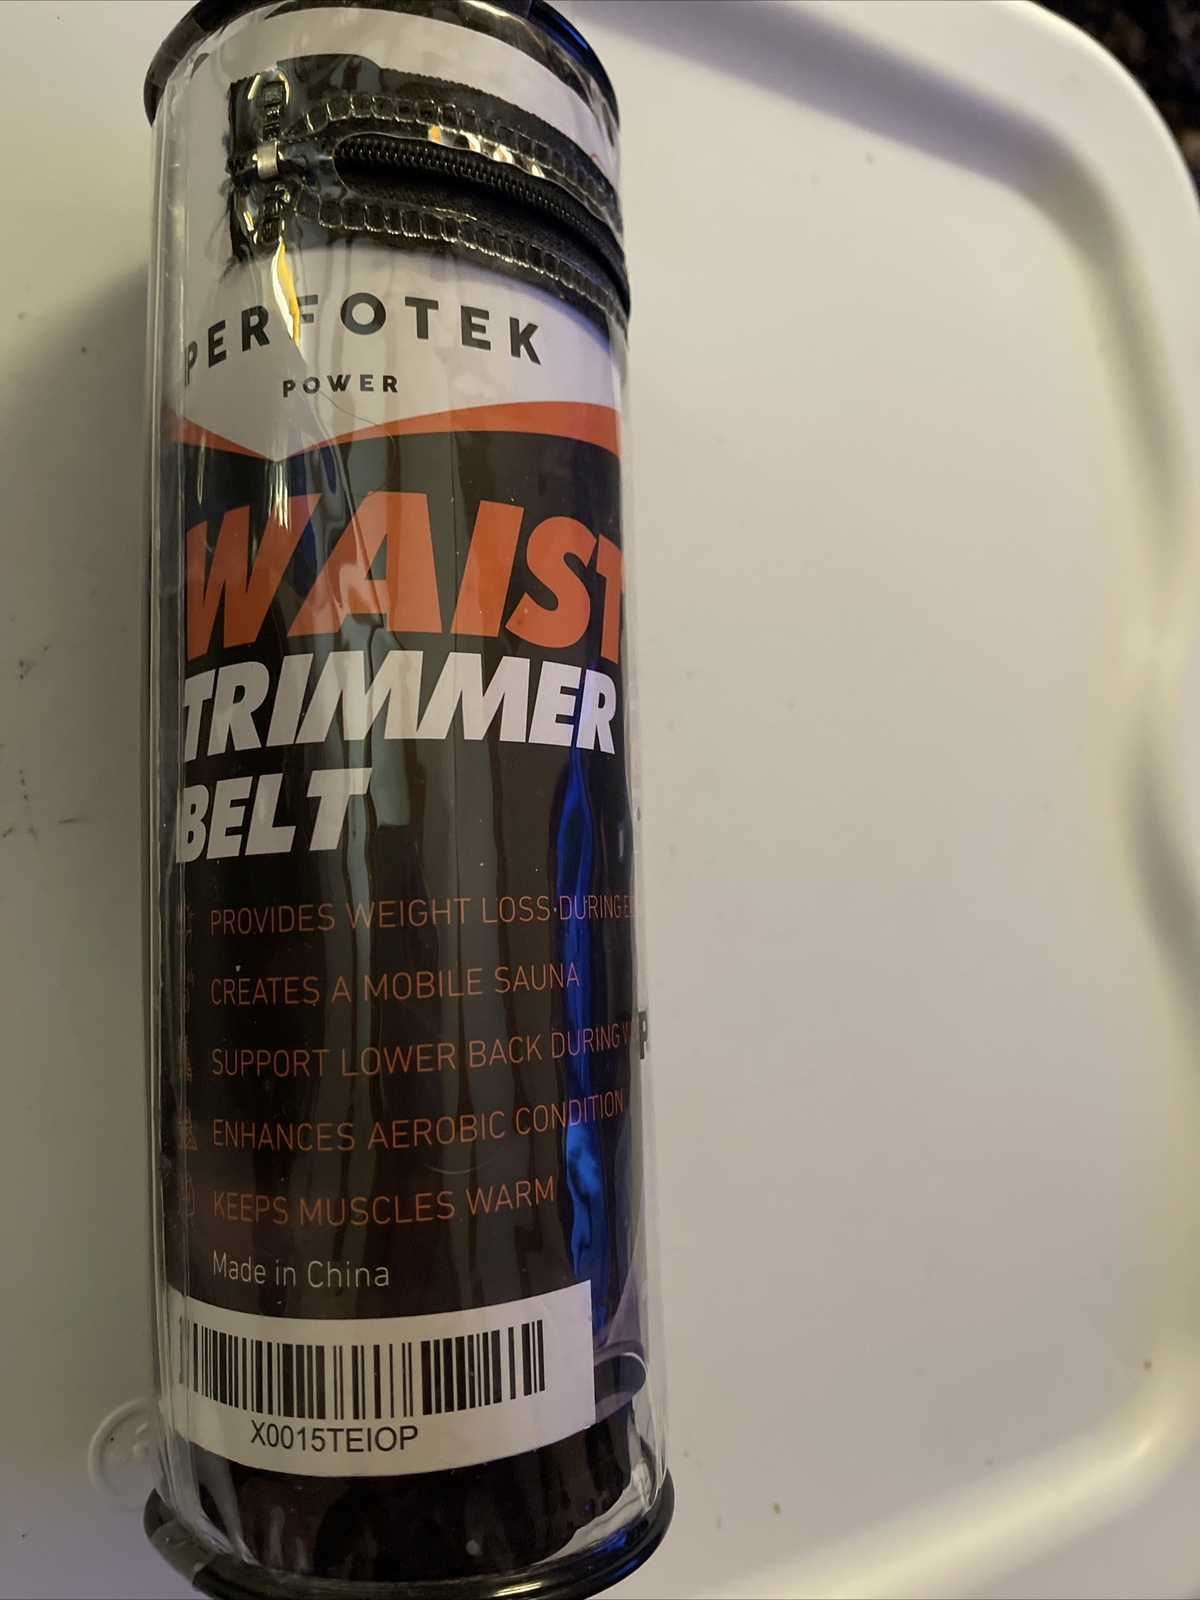 PERFOTEK
POWER
WAIST
TRIMMER
BELT
PROVIDES WEIGHT LOSS DURING
CREATES A MOBILE SAUNA
SUPPORT LOWER BACK DURING
ENHANCES AEROBIC CONDITION
KEEPS MUSCLES WARM
Made in China
X0015TEIOP